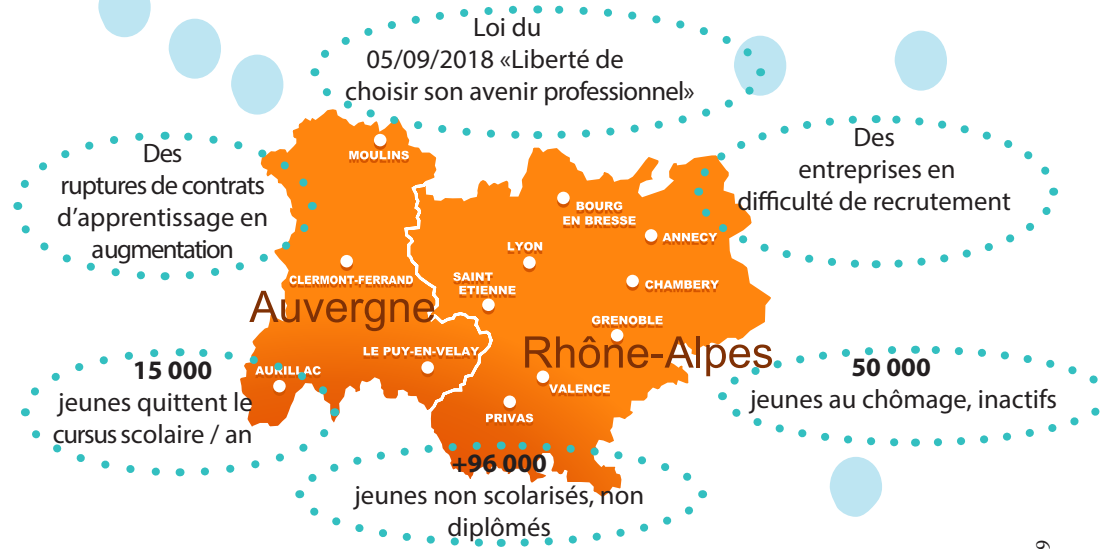 Loi du
05/09/2018 «Liberté de
choisir son avenir professionnel»
Des
ruptures de contrats
d’apprentissage en
augmentation
Des
entreprises en
difficulté de recrutement
MOULINS
BOURG
EN BRESSE
ANNECY
LYON
CLERMONT-FERRAND
SAINT
ETIENNE
CHAMBERY
Auvergne
GRENOBLE
Rhône-Alpes
LE PUY-EN-VELAY
AURILLAC
VALENCE
PRIVAS
15 000
jeunes quittent le
cursus scolaire / an
50 000
jeunes au chômage, inactifs
+96 000
jeunes non scolarisés, non
diplômés
9